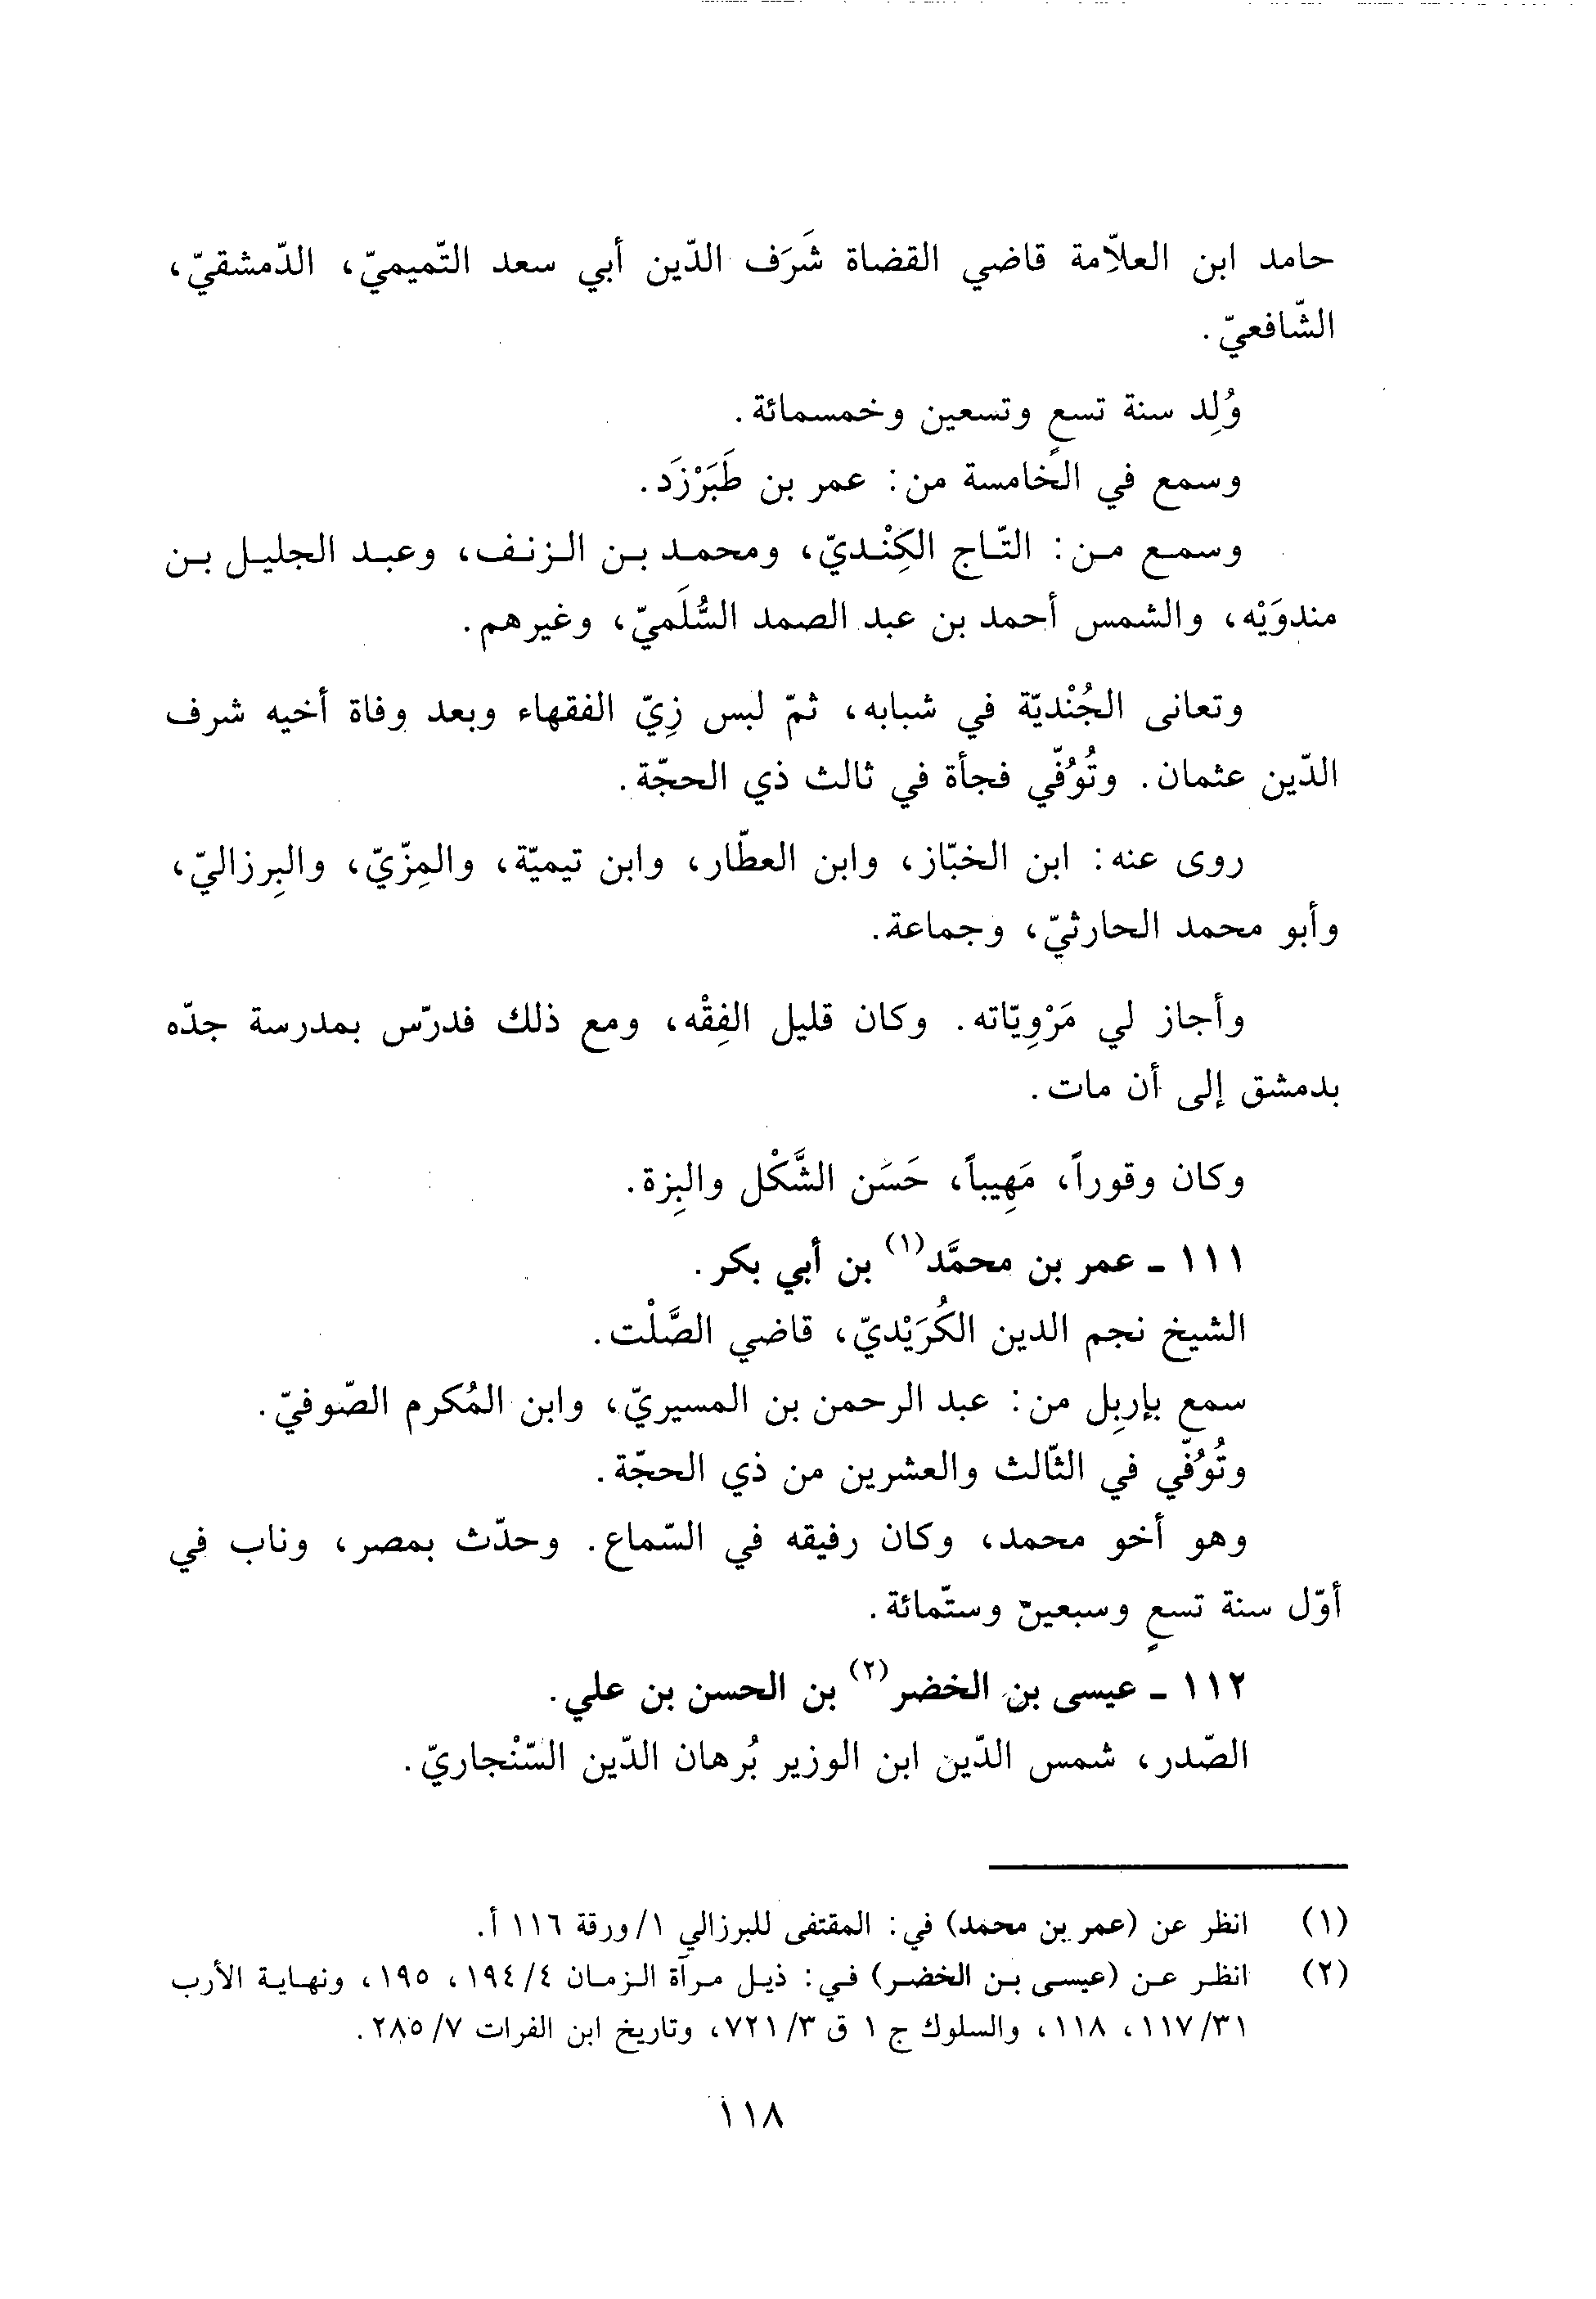 حامد ابن العلاّمة قاضي القضاة شَرَف الدّين أبي سعد التّميميّ، الدّمشقيّ،
الشّافعيّ.
وُلِد سنة تسعٍ وتسعين وخمسمائة.
وسمع في الخامسة من: عمر بن طَبَرْزَد.
وسمع من: التّاج الكِنْديّ، ومحمد بن الزنف، وعبد الجليل بن
مندوَيْه، والشمس أحمد بن عبد الصمد السُّلَميّ، وغيرهم.
وتعانى الجُنْديّة في شبابه، ثمّ لبس زِيّ الفقهاء وبعد وفاة أخيه شرف
الدّين عثمان. وتُوُفّي فجأة في ثالث ذي الحجّة.
روى عنه: ابن الخبّاز، وابن العطّار، وابن تيميّة، والمِزّيّ، والبِرزاليّ،
وأبو محمد الحارثيّ، وجماعة.
وأجاز لي مَرْوِيّاته. وكان قليل الفِقْه، ومع ذلك فدرّس بمدرسة جدّه
بدمشق إلى أن مات.
وكان وقوراً، مَهِيباً، حَسَن الشَّكْل والبِزة.
١١١ ـ عمر بن محمَّد(١) بن أبي بكر.
الشيخ نجم الدين الكُرَيْديّ، قاضي الصَّلْت.
سمع بإربِل من: عبد الرحمن بن المسيريّ، وابن المُكرم الصّوفيّ.
وتُوُفّي في الثّالث والعشرين من ذي الحجّة.
وهو أخو محمد، وكان رفيقه في السّماع. وحدّث بمصر، وناب في
أوّل سنة تسعٍ وسبعين وستّمائة.
١١٢ ـ عيسى بن الخضر(٢) بن الحسن بن علي.
الصّدر، شمس الدّين ابن الوزير بُرهان الدّين السّنْجاريّ.
(١) انظر عن (عمر بن محمد) في: المقتفى للبرزالي ١/ورقة ١١٦ أ.
(٢) انظر عن (عيسى بن الخضر) في: ذيل مرآة الزمان ١٩٤/٤، ١٩٥، ونهاية الأرب
١١٧/٣١، ١١٨، والسلوك ج ١ ق ٧٢١/٣، وتاريخ ابن الفرات ٢٨٥/٧.
١١٨